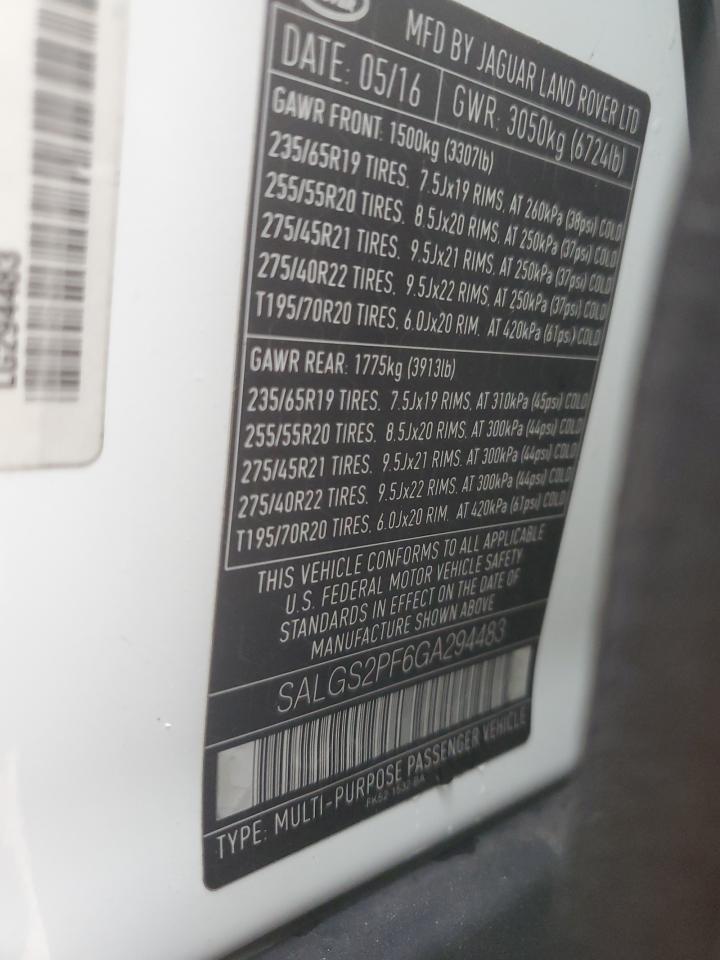 MFD BY JAGUAR LAND ROVER LTD
DATE: 05/16 GWR: 3050kg (6724lb)
GAWR FRONT: 1500kg (3307lb)
235/65R19 TIRES, 7.5Jx19 RIMS, AT 260kPa (38psi) COLD
255/55R20 TIRES, 8.5Jx20 RIMS, AT 250kPa (37psi) COLD
275/45R21 TIRES, 9.5Jx21 RIMS, AT 250kPa (37psi) COLD
275/40R22 TIRES, 9.5Jx22 RIMS, AT 250kPa (37psi) COLD
T195/70R20 TIRES, 6.0Jx20 RIM, AT 420kPa (61psi) COLD
GAWR REAR: 1775kg (3913lb)
235/65R19 TIRES, 7.5Jx19 RIMS, AT 310kPa (45psi) COLD
255/55R20 TIRES, 8.5Jx20 RIMS, AT 300kPa (44psi) COLD
275/45R21 TIRES, 9.5Jx21 RIMS, AT 300kPa (44psi) COLD
275/40R22 TIRES, 9.5Jx22 RIMS, AT 300kPa (44psi) COLD
T195/70R20 TIRES, 6.0Jx20 RIM, AT 420kPa (61psi) COLD
THIS VEHICLE CONFORMS TO ALL APPLICABLE
U.S. FEDERAL MOTOR VEHICLE SAFETY
STANDARDS IN EFFECT ON THE DATE OF
MANUFACTURE SHOWN ABOVE
SALGS2PF6GA294483
TYPE: MULTI-PURPOSE PASSENGER VEHICLE